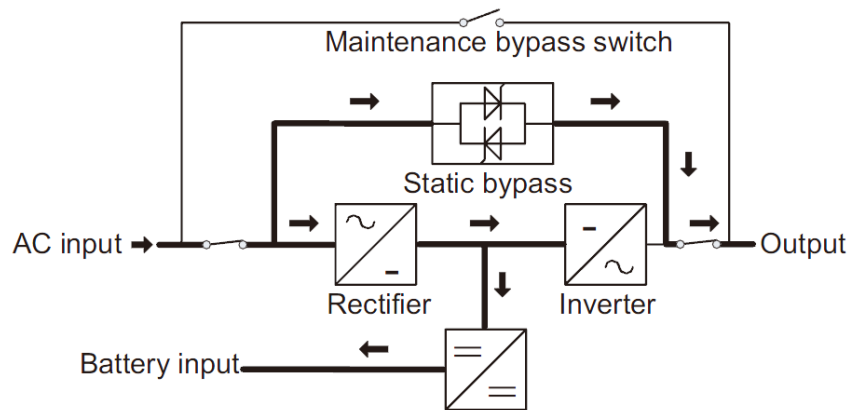 Maintenance bypass switch
Static bypass
AC input
Output
Rectifier
Inverter
Battery input